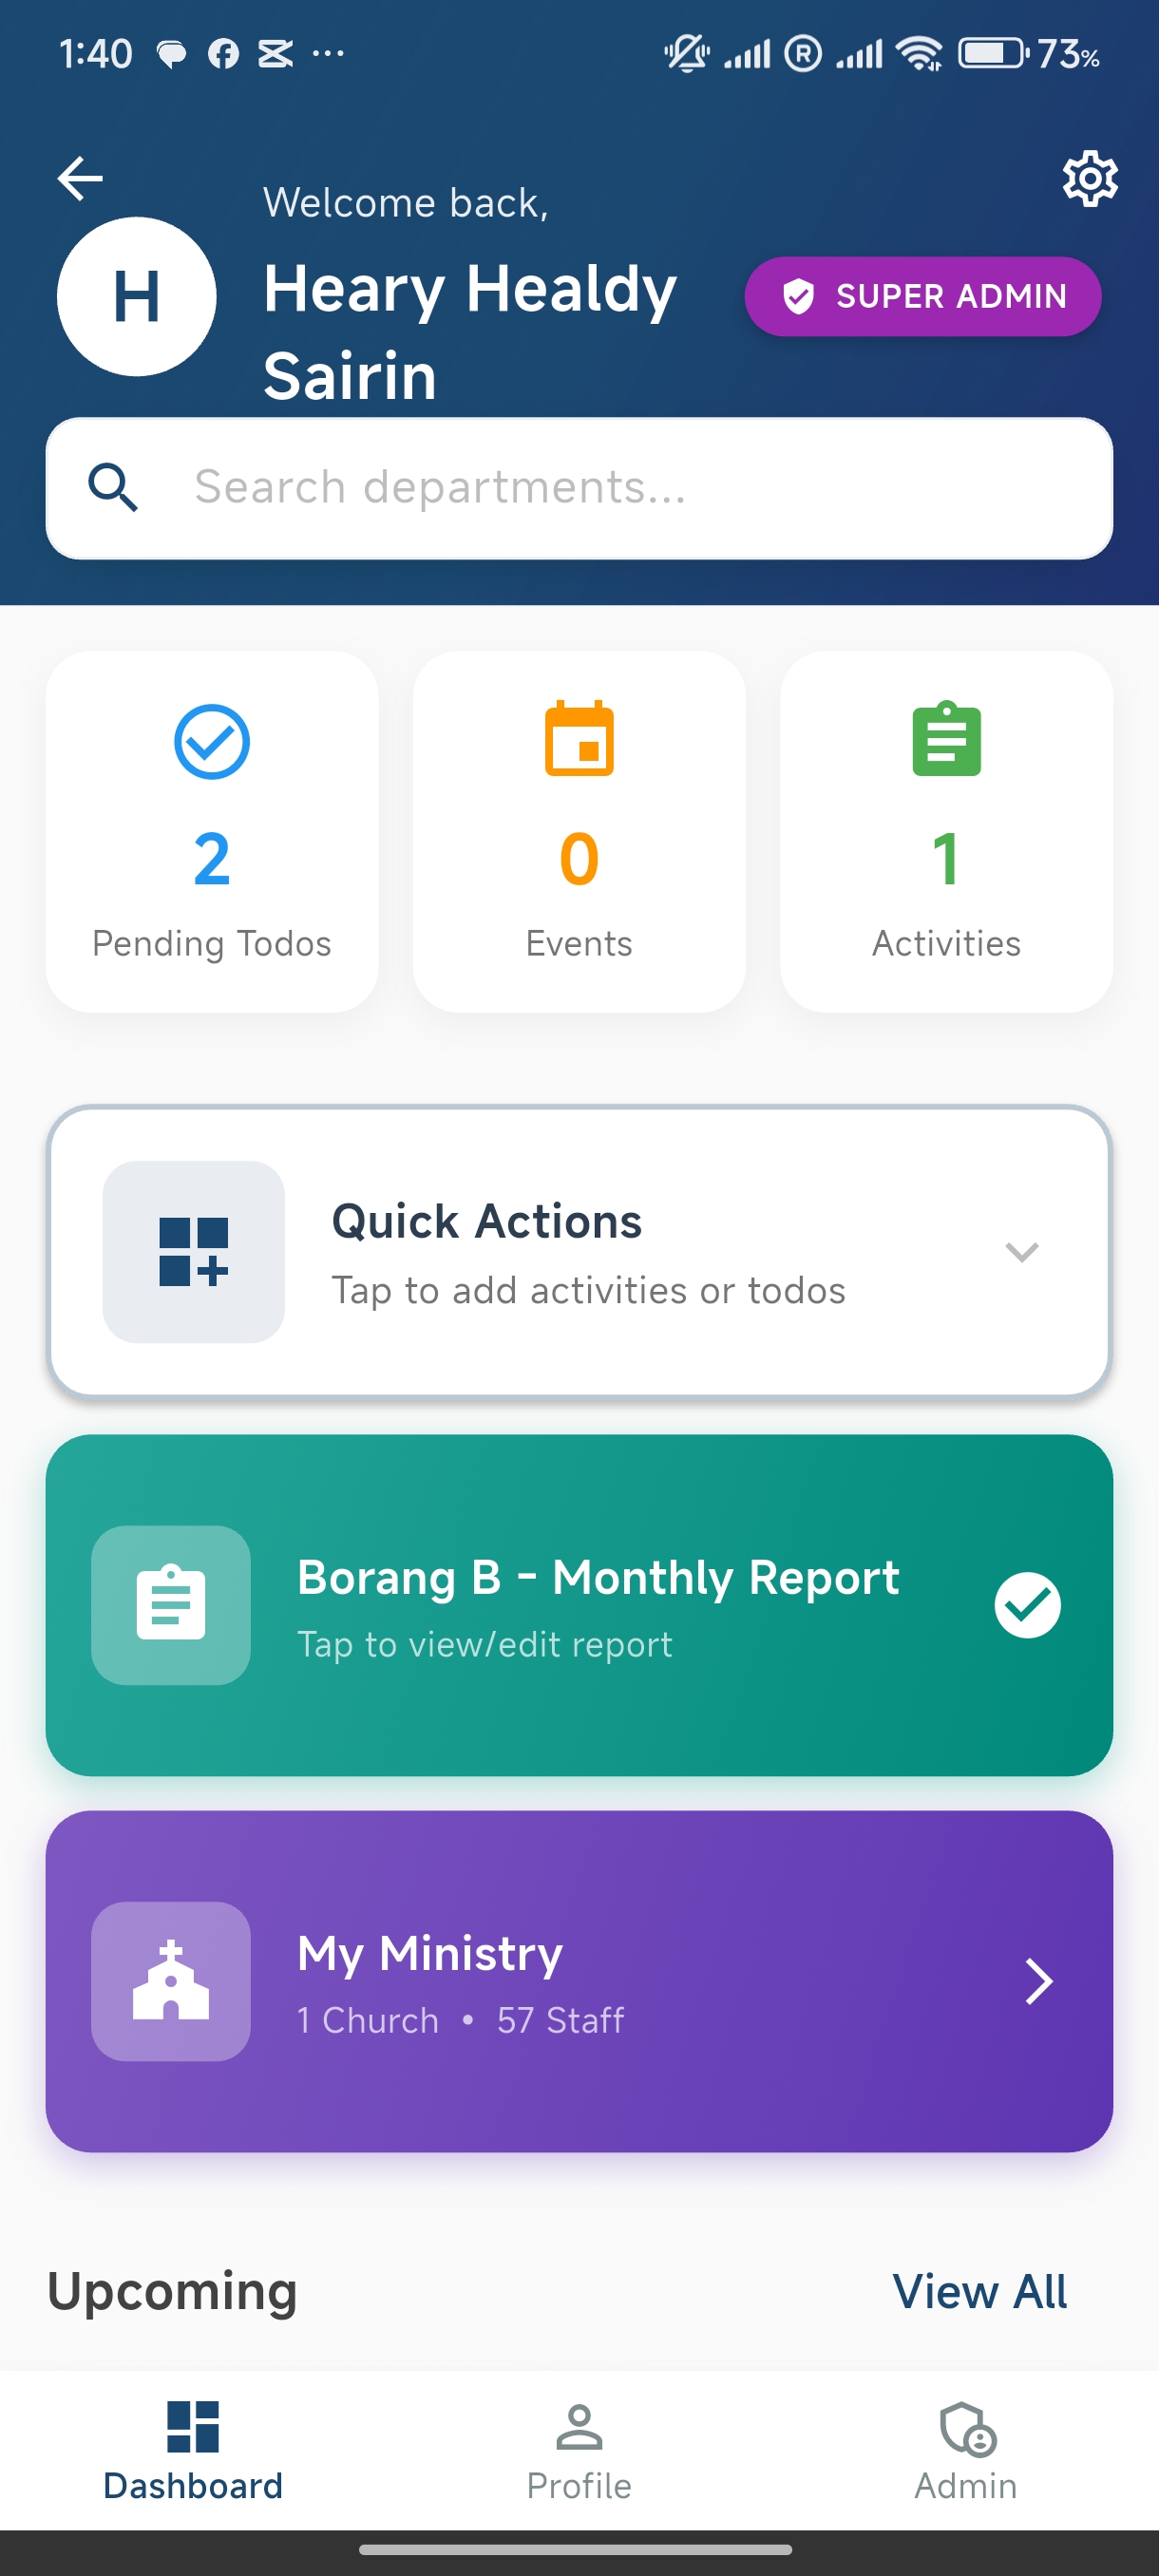 1:40
73%
Welcome back,
H
Heary Healdy
Sairin
SUPER ADMIN
Search departments...
2
Pending Todos
0
Events
1
Activities
Quick Actions
Tap to add activities or todos
Borang B - Monthly Report
Tap to view/edit report
My Ministry
1 Church • 57 Staff
Upcoming
View All
Dashboard
Profile
Admin